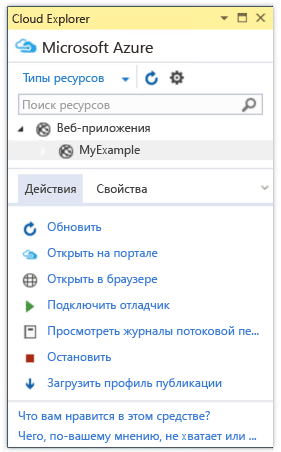 Cloud Explorer
Microsoft Azure
Типы ресурсов
Поиск ресурсов
Веб-приложения
MyExample
Действия Свойства
Обновить
Открыть на портале
Открыть в браузере
Подключить отладчик
Просмотреть журналы потоковой пе...
Остановить
Загрузить профиль публикации
Что вам нравится в этом средстве?
Чего, по-вашему мнению, не хватает или ...